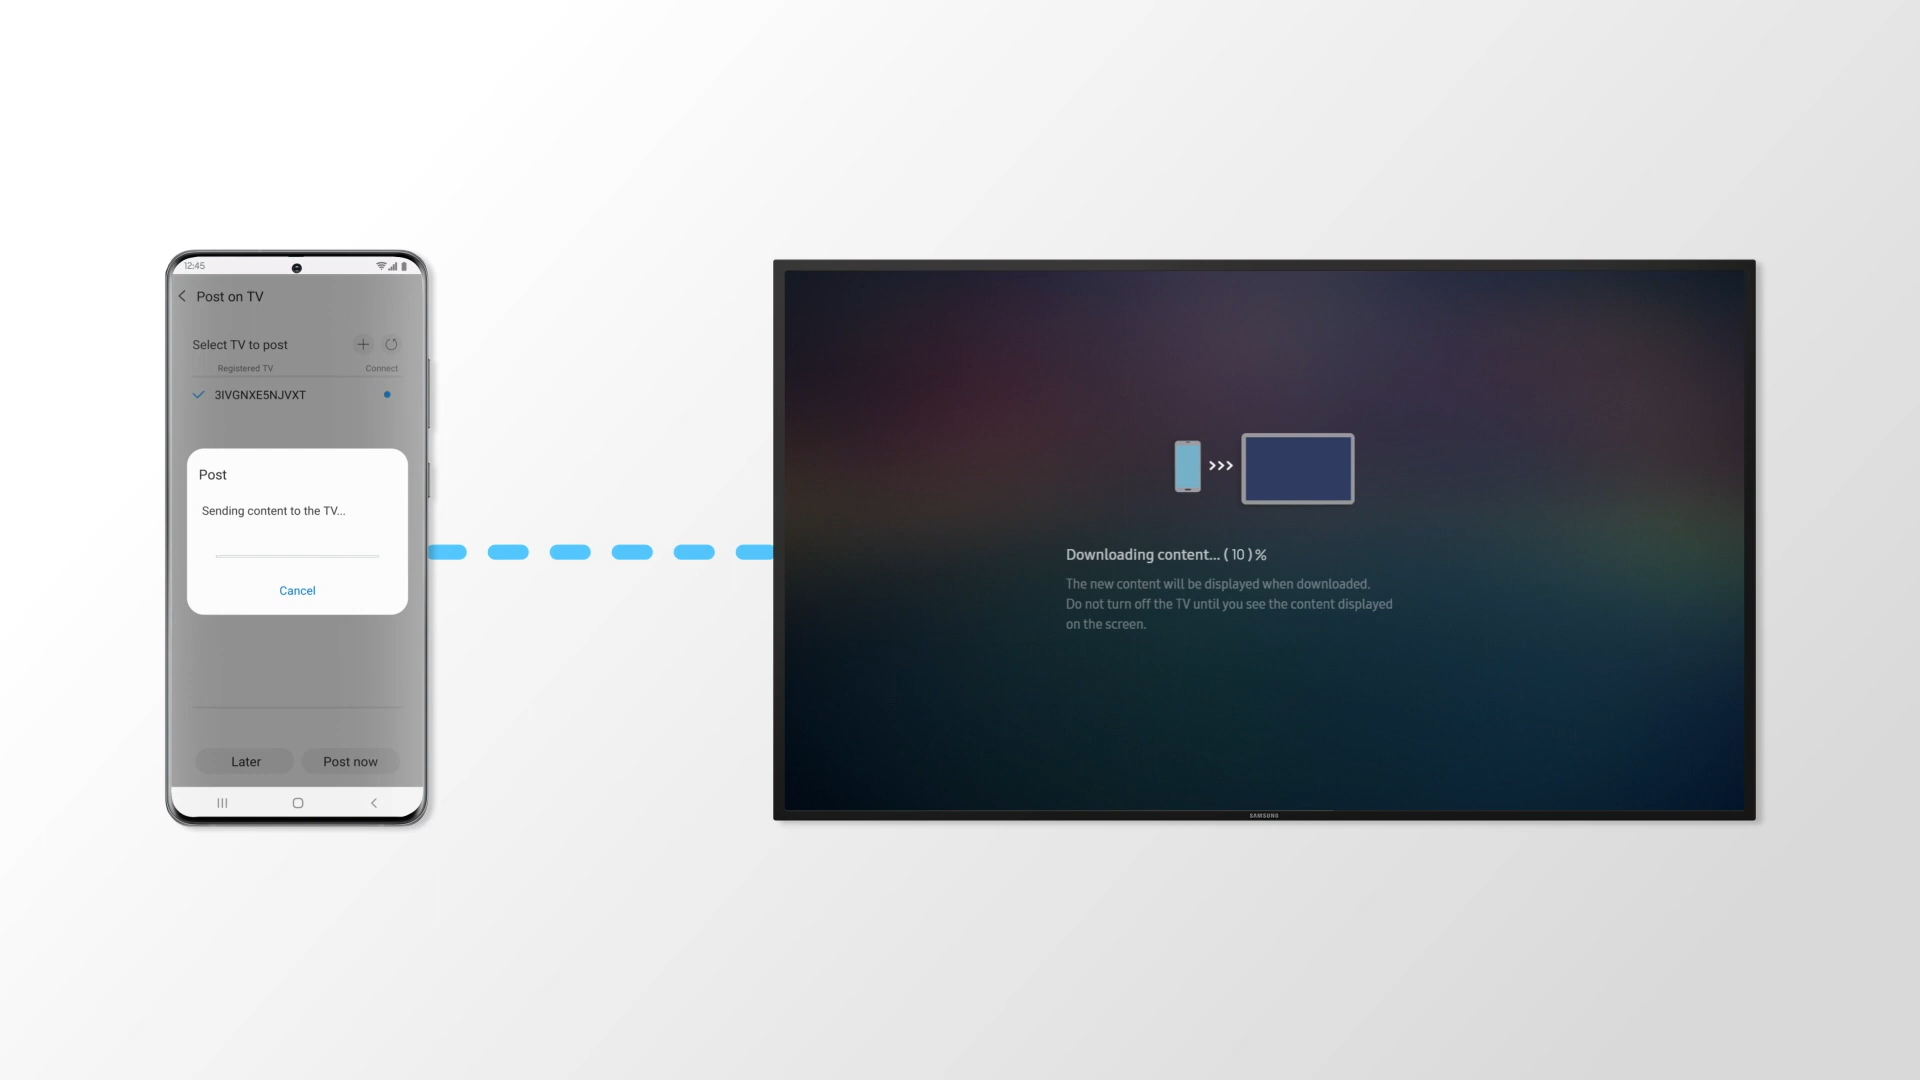 12:45
Post on TV
Select TV to post
Registered TV Connect
3IVGNXE5NJVXT
Post
Sending content to the TV...
Cancel
Later Post now
Downloading content... ( 10 ) %
The new content will be displayed when downloaded.
Do not turn off the TV until you see the content displayed
on the screen.
SAMSUNG